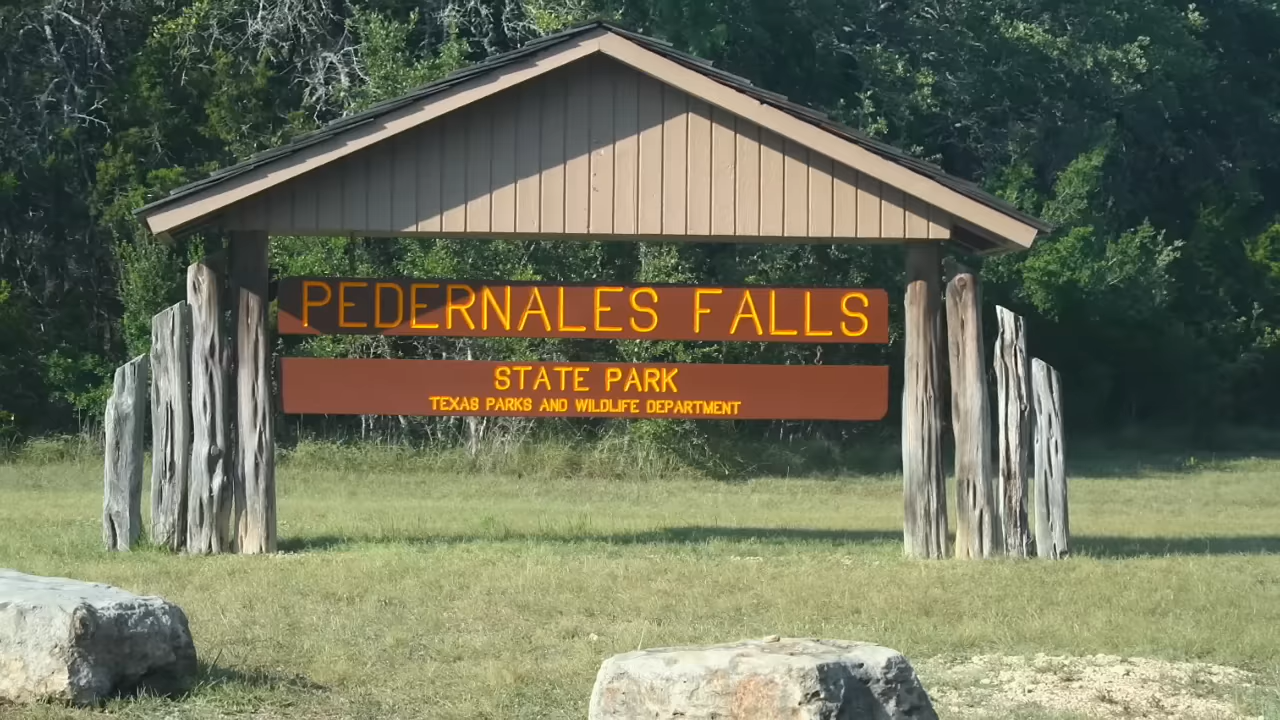 PEDERNALES FALLS
STATE PARK
TEXAS PARKS AND WILDLIFE DEPARTMENT